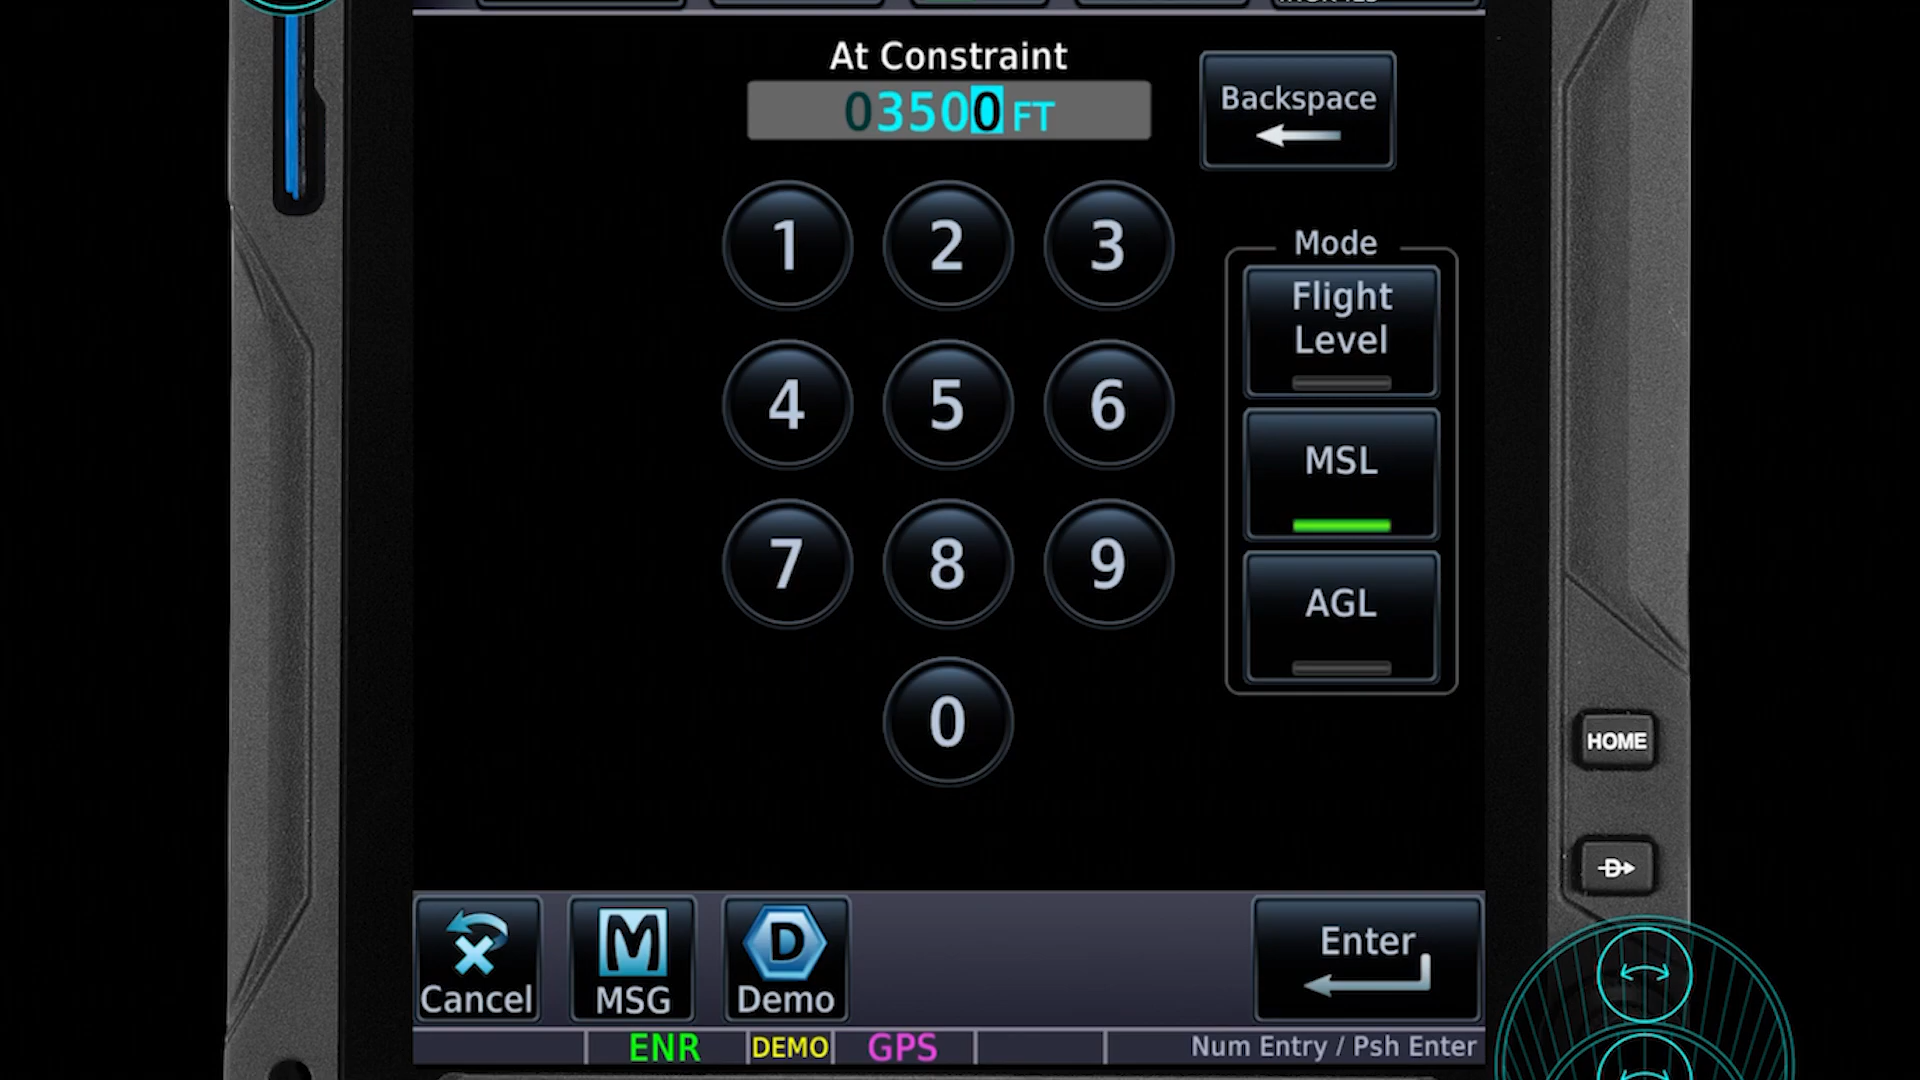 At Constraint
03500 FT
Backspace
1 2 3
Mode
Flight
Level
4 5 6
MSL
7 8 9
AGL
0
HOME
D
Cancel
MSG
D
Demo
Enter
ENR
DEMO
GPS
Num Entry / Psh Enter